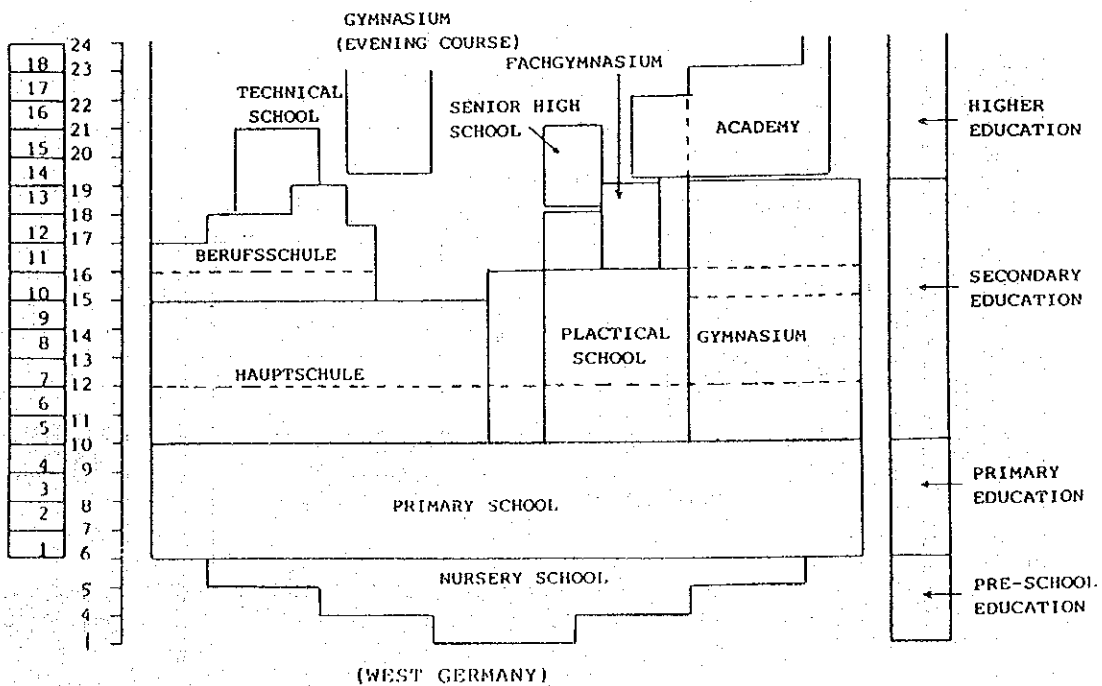 GYMNASIUM
(EVENING COURSE)
FACHGYMNASIUM
TECHNICAL
SCHOOL
SENIOR HIGH
SCHOOL
ACADEMY
HIGHER
EDUCATION
BERUFSSCHULE
SECONDARY
EDUCATION
PLACTICAL
SCHOOL
GYMNASIUM
HAUPTSCHULE
PRIMARY SCHOOL
PRIMARY
EDUCATION
NURSERY SCHOOL
PRE-SCHOOL
EDUCATION
18
17
16
15
14
13
12
11
10
9
8
7
6
5
4
3
2
1
24
23
22
21
20
19
18
17
16
15
14
13
12
11
10
9
8
7
6
5
4
(WEST GERMANY)